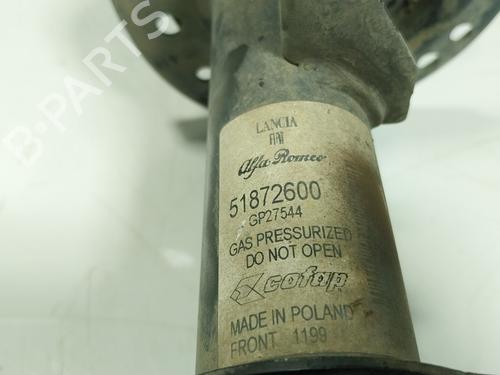 B-PARTS
LANCIA
FIAT
Alfa Romeo
51872600
GP27544
GAS PRESSURIZED
DO NOT OPEN
cofap
MADE IN POLAND
FRONT 1199